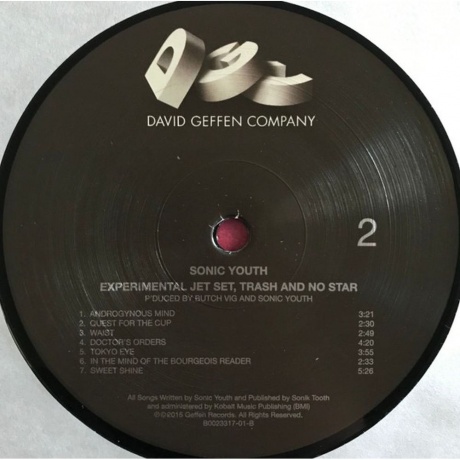 DGC
DAVID GEFFEN COMPANY
2
SONIC YOUTH
EXPERIMENTAL JET SET, TRASH AND NO STAR
PRODUCED BY BUTCH VIG AND SONIC YOUTH
1. ANDROGYNOUS MIND 3:21
2. QUEST FOR THE CUP 2:30
3. WAIST 2:49
4. DOCTOR'S ORDERS 4:20
5. TOKYO EYE 3:55
6. IN THE MIND OF THE BOURGEOIS READER 2:33
7. SWEET SHINE 5:26
All Songs Written by Sonic Youth and Published by Sonik Tooth
and administered by Kobalt Music Publishing (BMI)
℗©2015 Geffen Records. All Rights Reserved.
B0023317-01-B